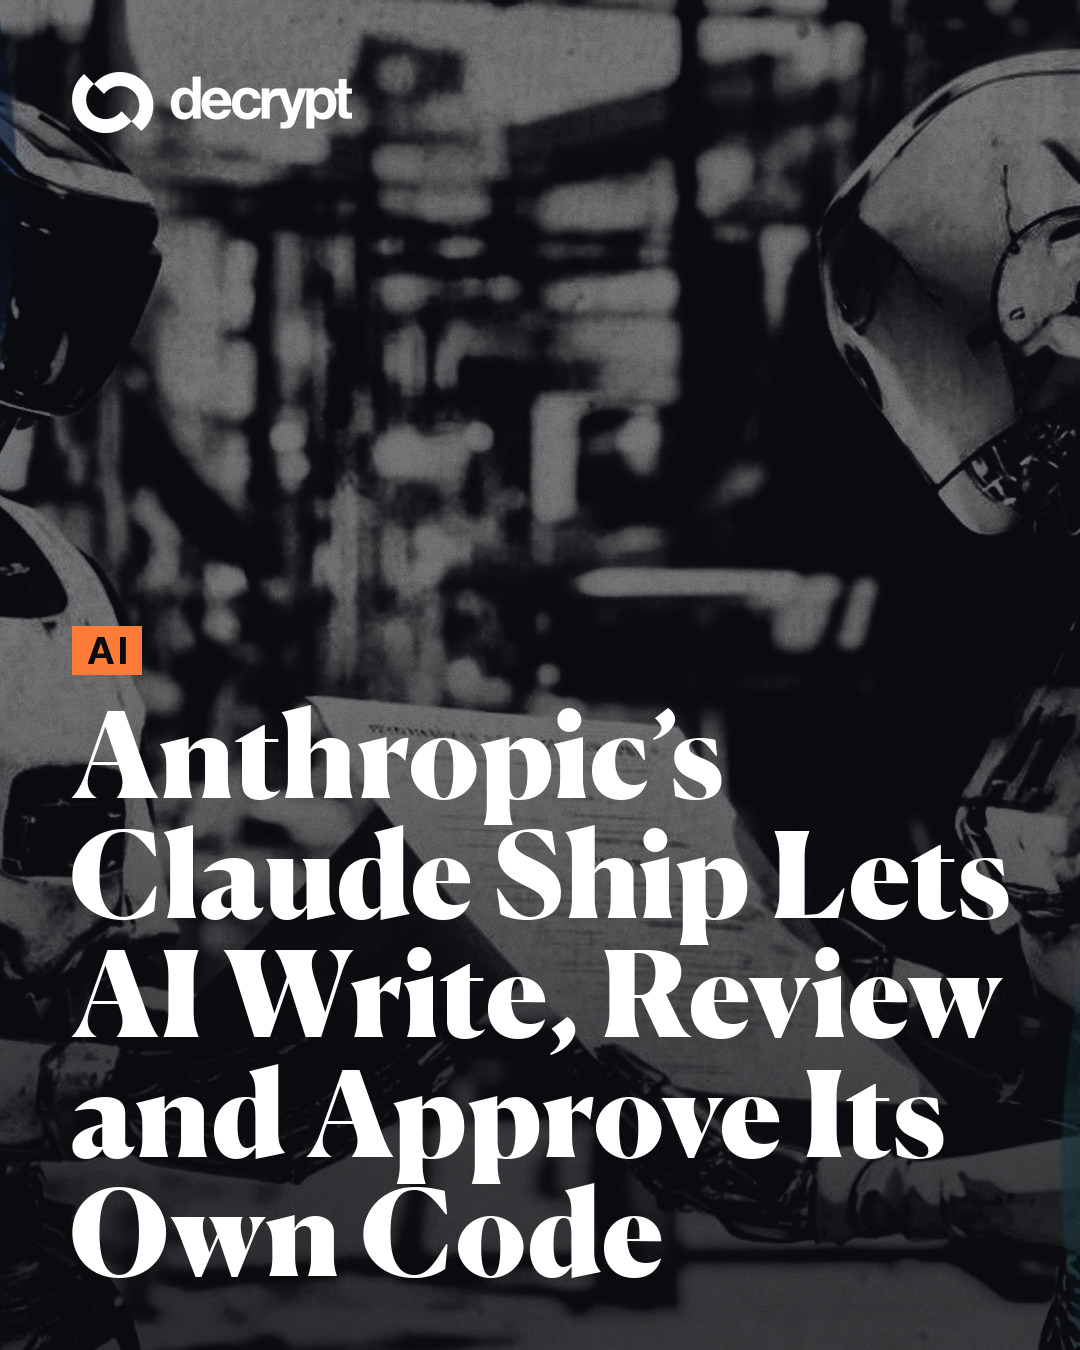 decrypt
AI
Anthropic’s
Claude Ship Lets
AI Write, Review
and Approve Its
Own Code